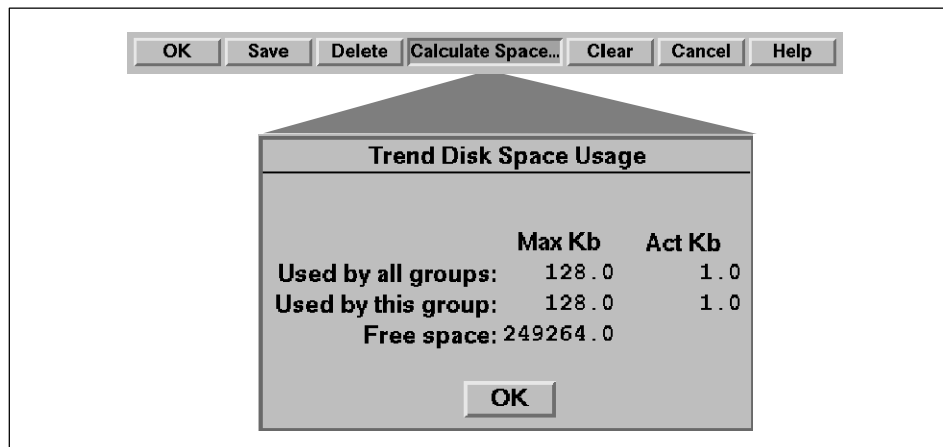 OK Save Delete Calculate Space... Clear Cancel Help
Trend Disk Space Usage
Max Kb Act Kb
Used by all groups: 128.0 1.0
Used by this group: 128.0 1.0
Free space: 249264.0
OK